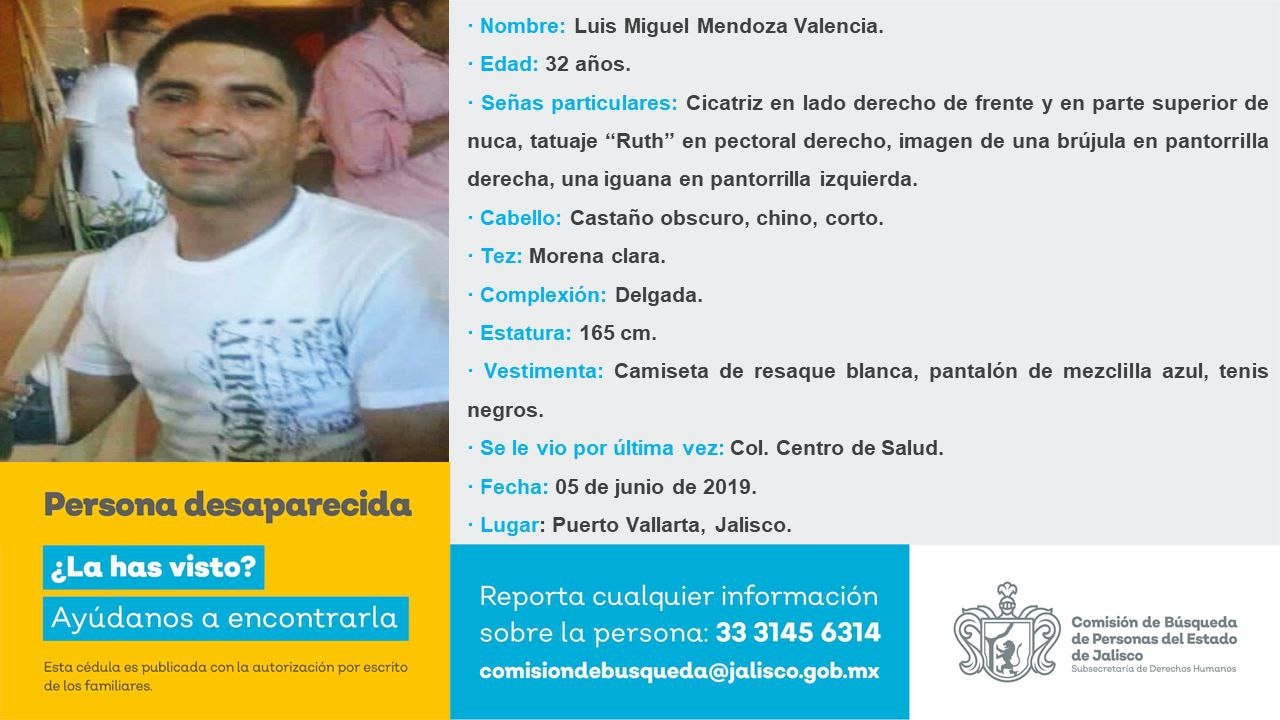 · Nombre: Luis Miguel Mendoza Valencia.
· Edad: 32 años.
· Señas particulares: Cicatriz en lado derecho de frente y en parte superior de
nuca, tatuaje “Ruth” en pectoral derecho, imagen de una brújula en pantorrilla
derecha, una iguana en pantorrilla izquierda.
· Cabello: Castaño obscuro, chino, corto.
· Tez: Morena clara.
· Complexión: Delgada.
· Estatura: 165 cm.
· Vestimenta: Camiseta de resaque blanca, pantalón de mezclilla azul, tenis
negros.
· Se le vio por última vez: Col. Centro de Salud.
· Fecha: 05 de junio de 2019.
· Lugar: Puerto Vallarta, Jalisco.
Persona desaparecida
¿La has visto?
Ayúdanos a encontrarla
Esta cédula es publicada con la autorización por escrito
de los familiares.
Reporta cualquier información
sobre la persona: 33 3145 6314
comisiondebusqueda@jalisco.gob.mx
Comisión de Búsqueda
de Personas del Estado
de Jalisco
Subsecretaría de Derechos Humanos